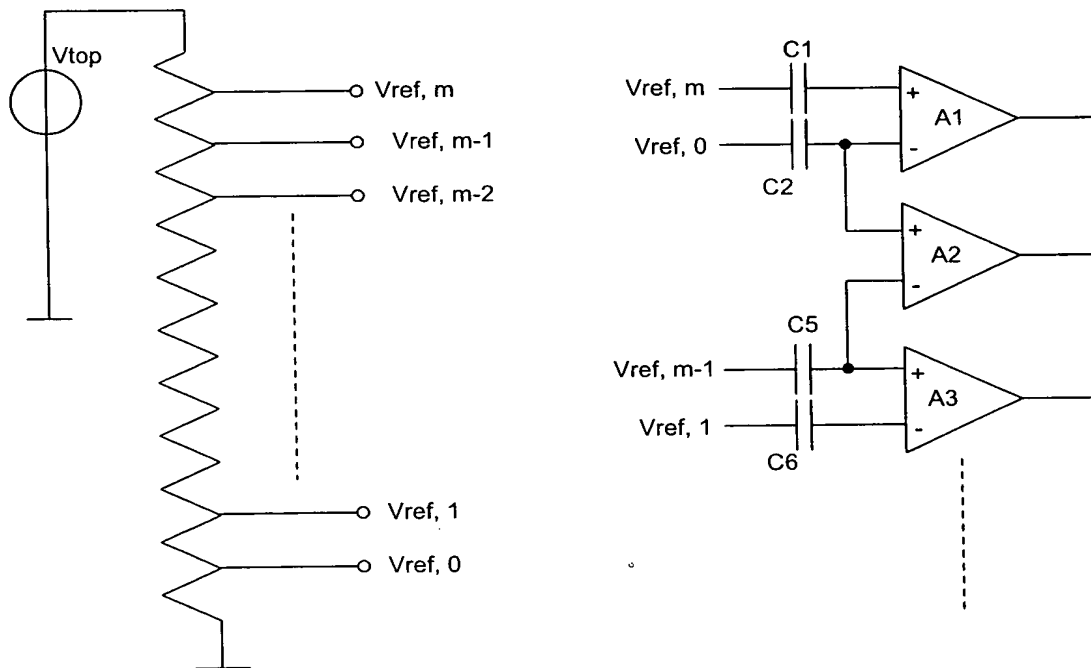 Vtop
Vref, m
Vref, m-1
Vref, m-2
Vref, 1
Vref, 0
C1
Vref, m
+
A1
Vref, 0
-
C2
+
A2
-
C5
Vref, m-1
+
A3
Vref, 1
-
C6